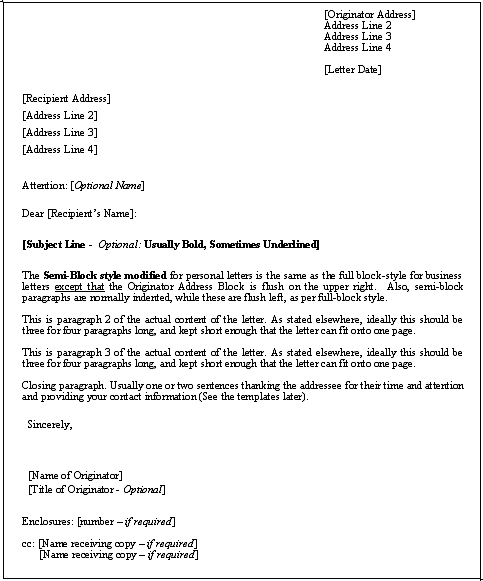 [Originator Address]
Address Line 2
Address Line 3
Address Line 4
[Letter Date]
[Recipient Address]
[Address Line 2]
[Address Line 3]
[Address Line 4]
Attention: [Optional Name]
Dear [Recipient's Name]:
[Subject Line - Optional: Usually Bold, Sometimes Underlined]
The Semi-Block style modified for personal letters is the same as the full block-style for business
letters except that the Originator Address Block is flush on the upper right. Also, semi-block
paragraphs are normally indented, while these are flush left, as per full-block style.
This is paragraph 2 of the actual content of the letter. As stated elsewhere, ideally this should be
three for four paragraphs long, and kept short enough that the letter can fit onto one page.
This is paragraph 3 of the actual content of the letter. As stated elsewhere, ideally this should be
three for four paragraphs long, and kept short enough that the letter can fit onto one page.
Closing paragraph. Usually one or two sentences thanking the addressee for their time and attention
and providing your contact information (See the templates later).
Sincerely,
[Name of Originator]
[Title of Originator - Optional]
Enclosures: [number – if required]
cc: [Name receiving copy – if required]
[Name receiving copy – if required]